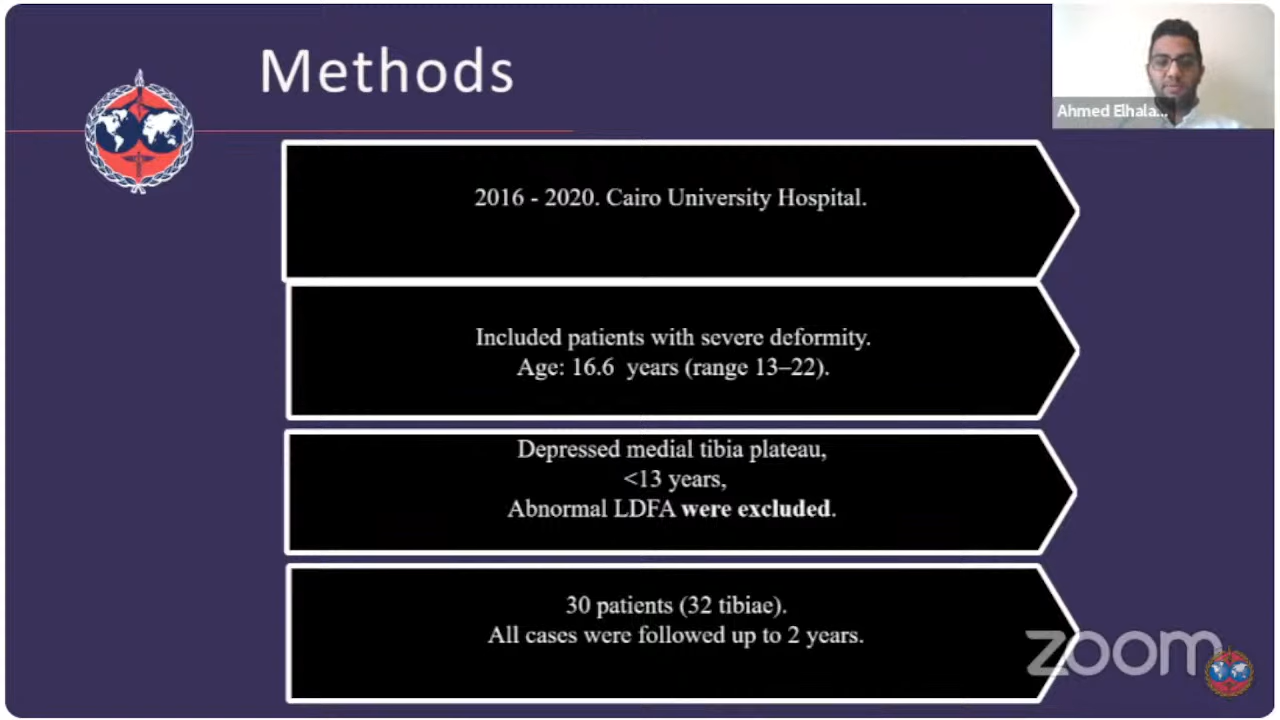 Methods
Ahmed Elhala...
2016 - 2020. Cairo University Hospital.
Included patients with severe deformity.
Age: 16.6 years (range 13–22).
Depressed medial tibia plateau,
<13 years,
Abnormal LDFA were excluded.
30 patients (32 tibiae).
All cases were followed up to 2 years.
zoom